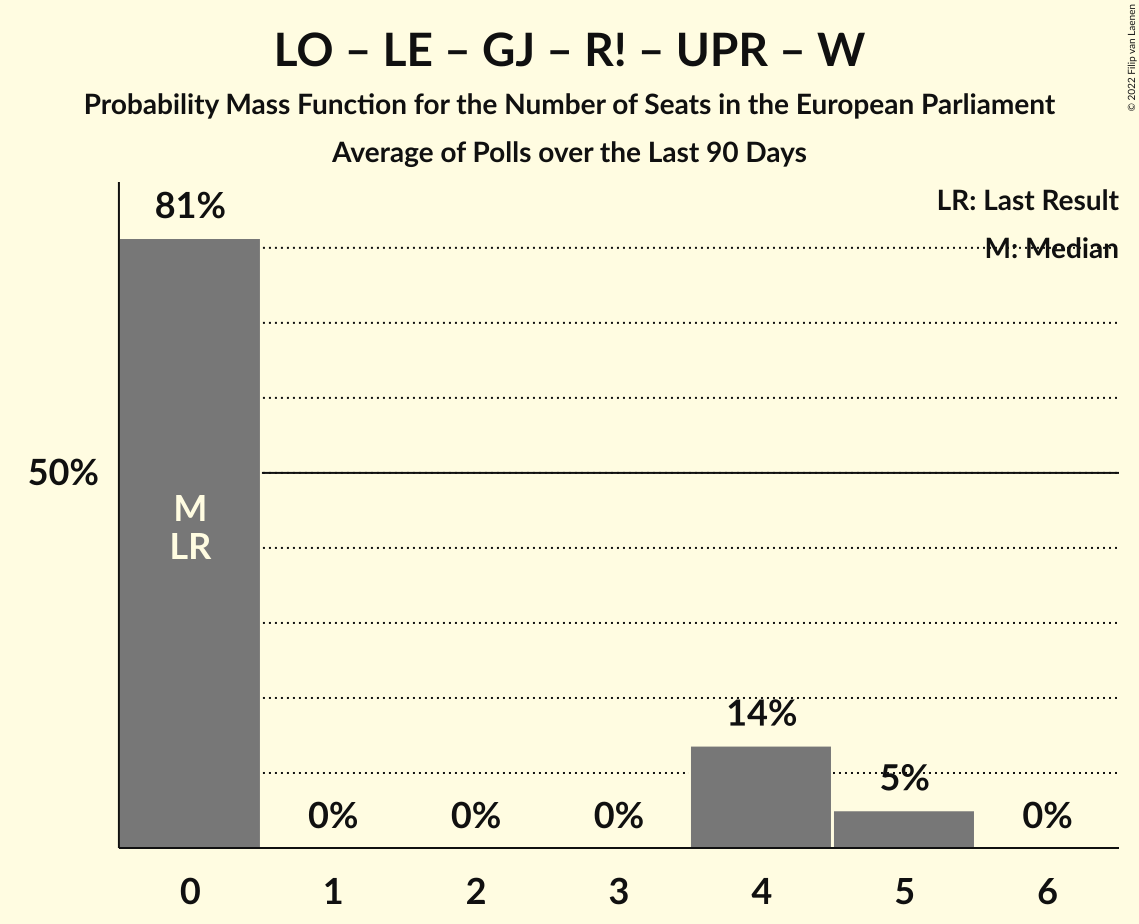 LO – LE – GJ – R! – UPR – W
Probability Mass Function for the Number of Seats in the European Parliament
Average of Polls over the Last 90 Days
© 2022 Filip van Laenen
LR: Last Result
M: Median
81%
50%
M
LR
14%
5%
0%
0%
0%
0%
0
1
2
3
4
5
6